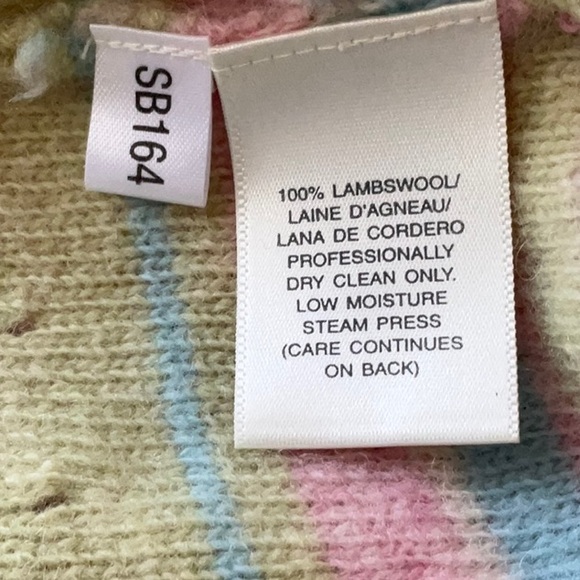 SB164
100% LAMBSWOOL/
LAINE D'AGNEAU/
LANA DE CORDERO
PROFESSIONALLY
DRY CLEAN ONLY.
LOW MOISTURE
STEAM PRESS
(CARE CONTINUES
ON BACK)